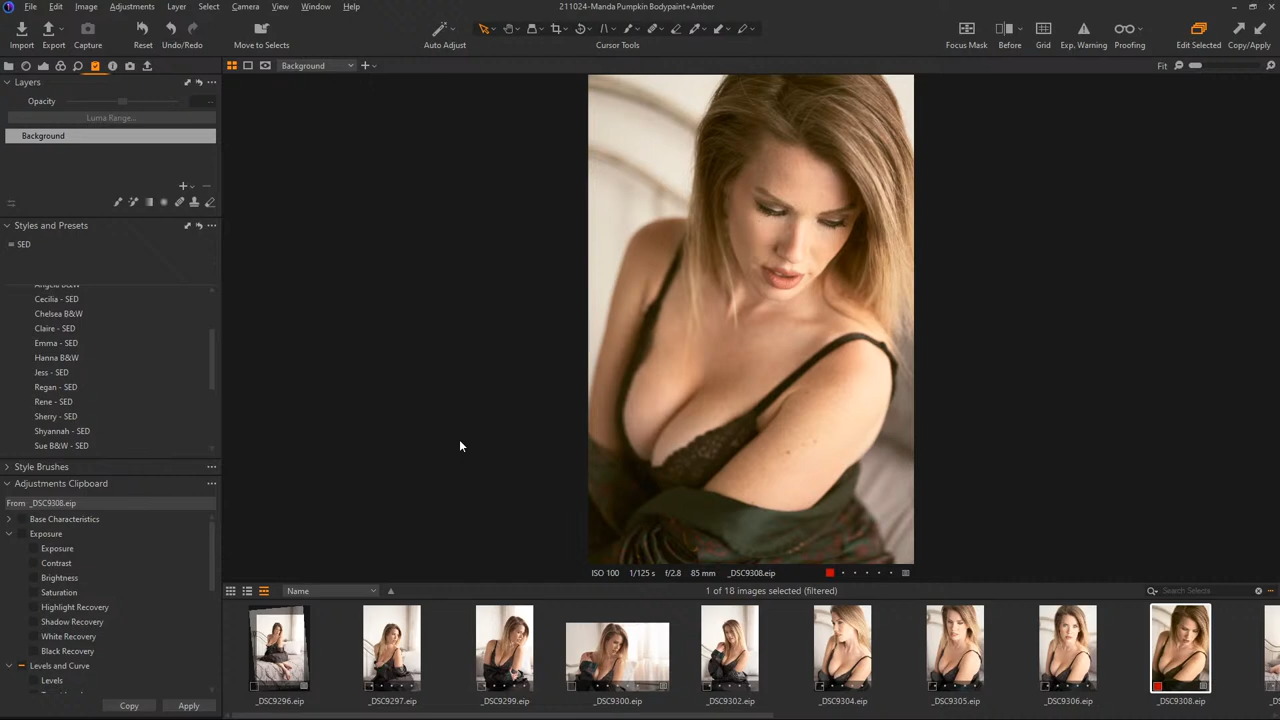 File Edit Image Adjustments Layer Select Camera View Window Help
211024-Manda Pumpkin Bodypaint+Amber
Import Export Capture Reset Undo/Redo Move to Selects Auto Adjust Cursor Tools Focus Mask Before Grid Exp. Warning Proofing Edit Selected Copy/Apply
Background
Fit
Layers
Opacity
Luma Range...
Background
Styles and Presets
SED
Angela B&W
Cecilia - SED
Chelsea B&W
Claire - SED
Emma - SED
Hanna B&W
Jess - SED
Regan - SED
Rene - SED
Sherry - SED
Shyannah - SED
Sue B&W - SED
Style Brushes
Adjustments Clipboard
From _DSC9308.eip
Base Characteristics
Exposure
Exposure
Contrast
Brightness
Saturation
Highlight Recovery
Shadow Recovery
White Recovery
Black Recovery
Levels and Curve
Levels
Copy Apply
ISO 100 1/125 s f/2.8 85 mm _DSC9308.eip
Name
1 of 18 images selected (filtered)
Search Selects
_DSC9296.eip _DSC9297.eip _DSC9299.eip _DSC9300.eip _DSC9302.eip _DSC9304.eip _DSC9305.eip _DSC9306.eip _DSC9308.eip